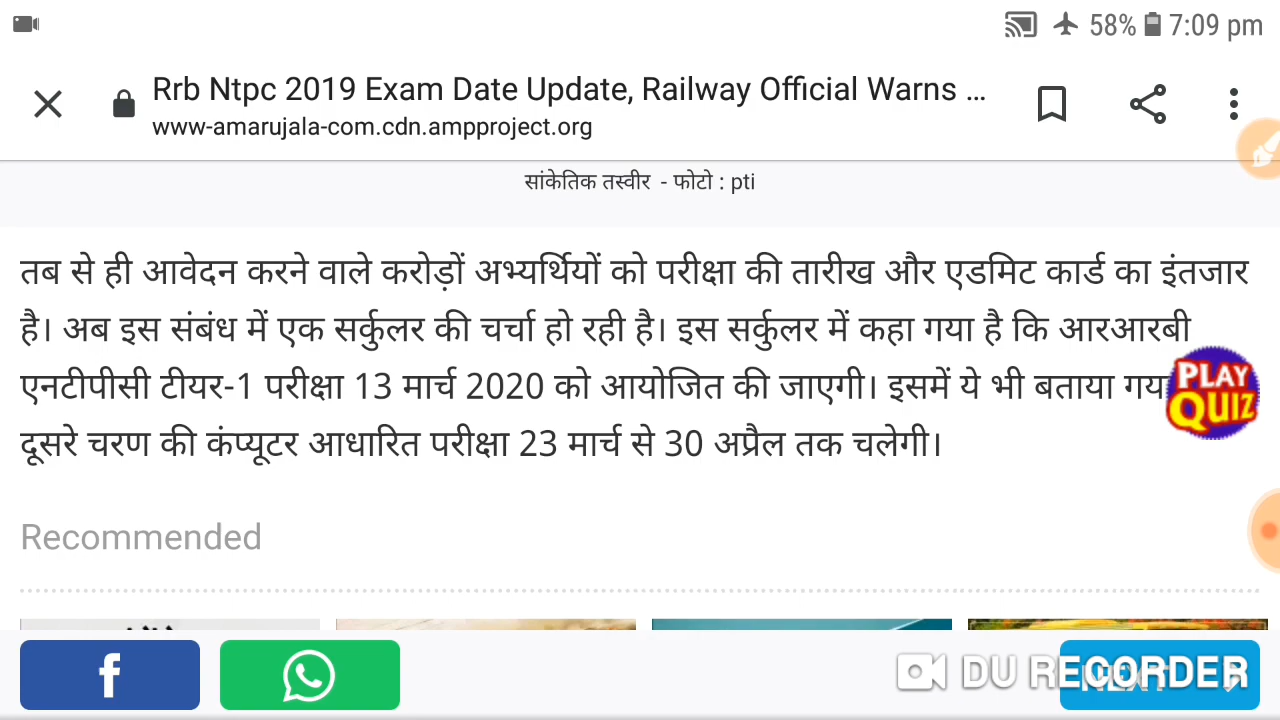 58% 7:09 pm
Rrb Ntpc 2019 Exam Date Update, Railway Official Warns ...
www-amarujala-com.cdn.ampproject.org
सांकेतिक तस्वीर - फोटो : pti
तब से ही आवेदन करने वाले करोड़ों अभ्यर्थियों को परीक्षा की तारीख और एडमिट कार्ड का इंतजार
है। अब इस संबंध में एक सर्कुलर की चर्चा हो रही है। इस सर्कुलर में कहा गया है कि आरआरबी
एनटीपीसी टीयर-1 परीक्षा 13 मार्च 2020 को आयोजित की जाएगी। इसमें ये भी बताया गय
दूसरे चरण की कंप्यूटर आधारित परीक्षा 23 मार्च से 30 अप्रैल तक चलेगी।
PLAY
QUIZ
Recommended
f
DU RECORDER
NEXT